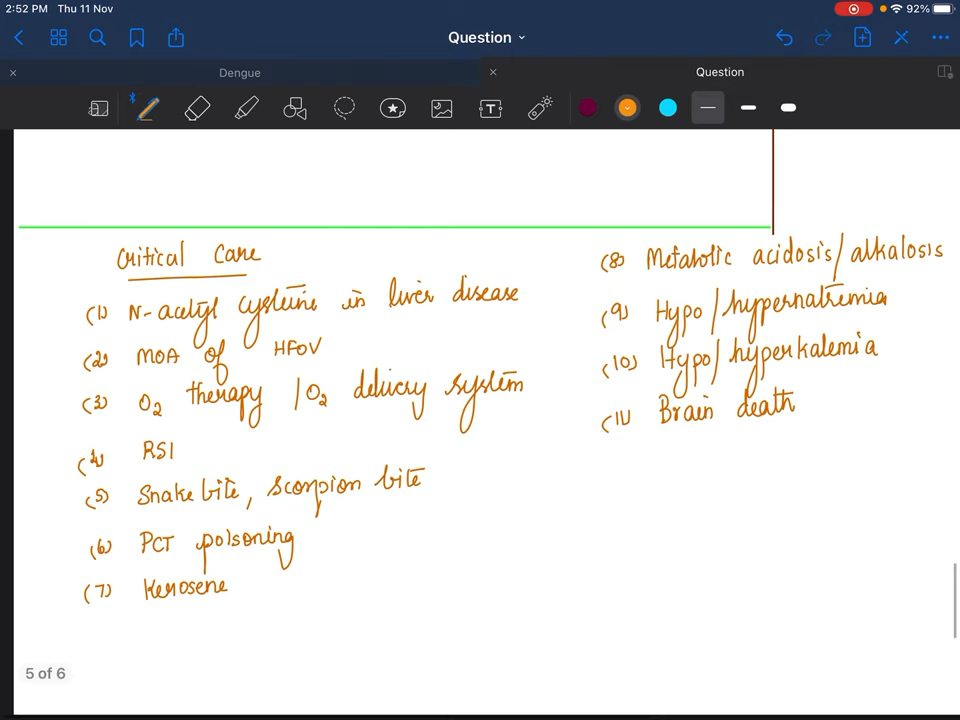 2:52 PM Thu 11 Nov
92%
Question
Dengue
Question
Critical Care
(1) N-acetyl cysteine in liver disease
(2) MOA of HFOV
(3) O2 therapy / O2 delivery system
(4) RSI
(5) Snake bite, scorpion bite
(6) PCT poisoning
(7) Kerosene
(8) Metabolic acidosis/alkalosis
(9) Hypo/hypernatremia
(10) Hypo/hyperkalemia
(11) Brain death
5 of 6